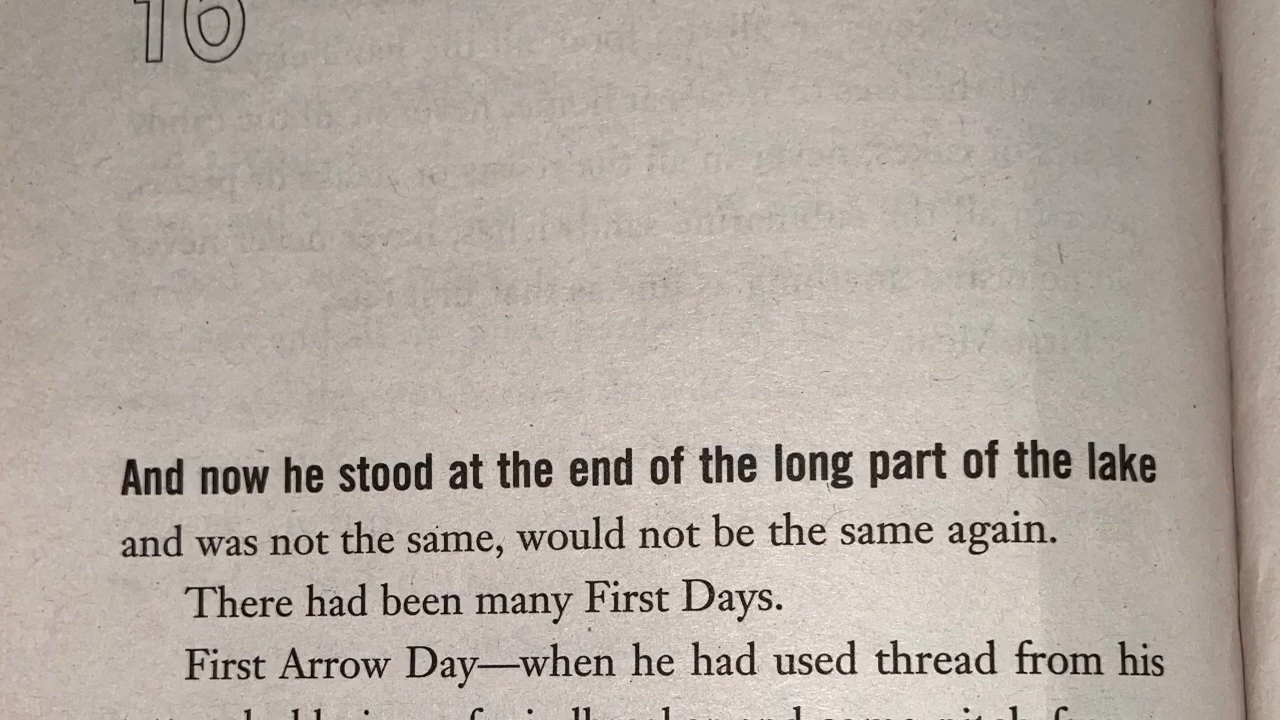 16
And now he stood at the end of the long part of the lake
and was not the same, would not be the same again.
There had been many First Days.
First Arrow Day—when he had used thread from his